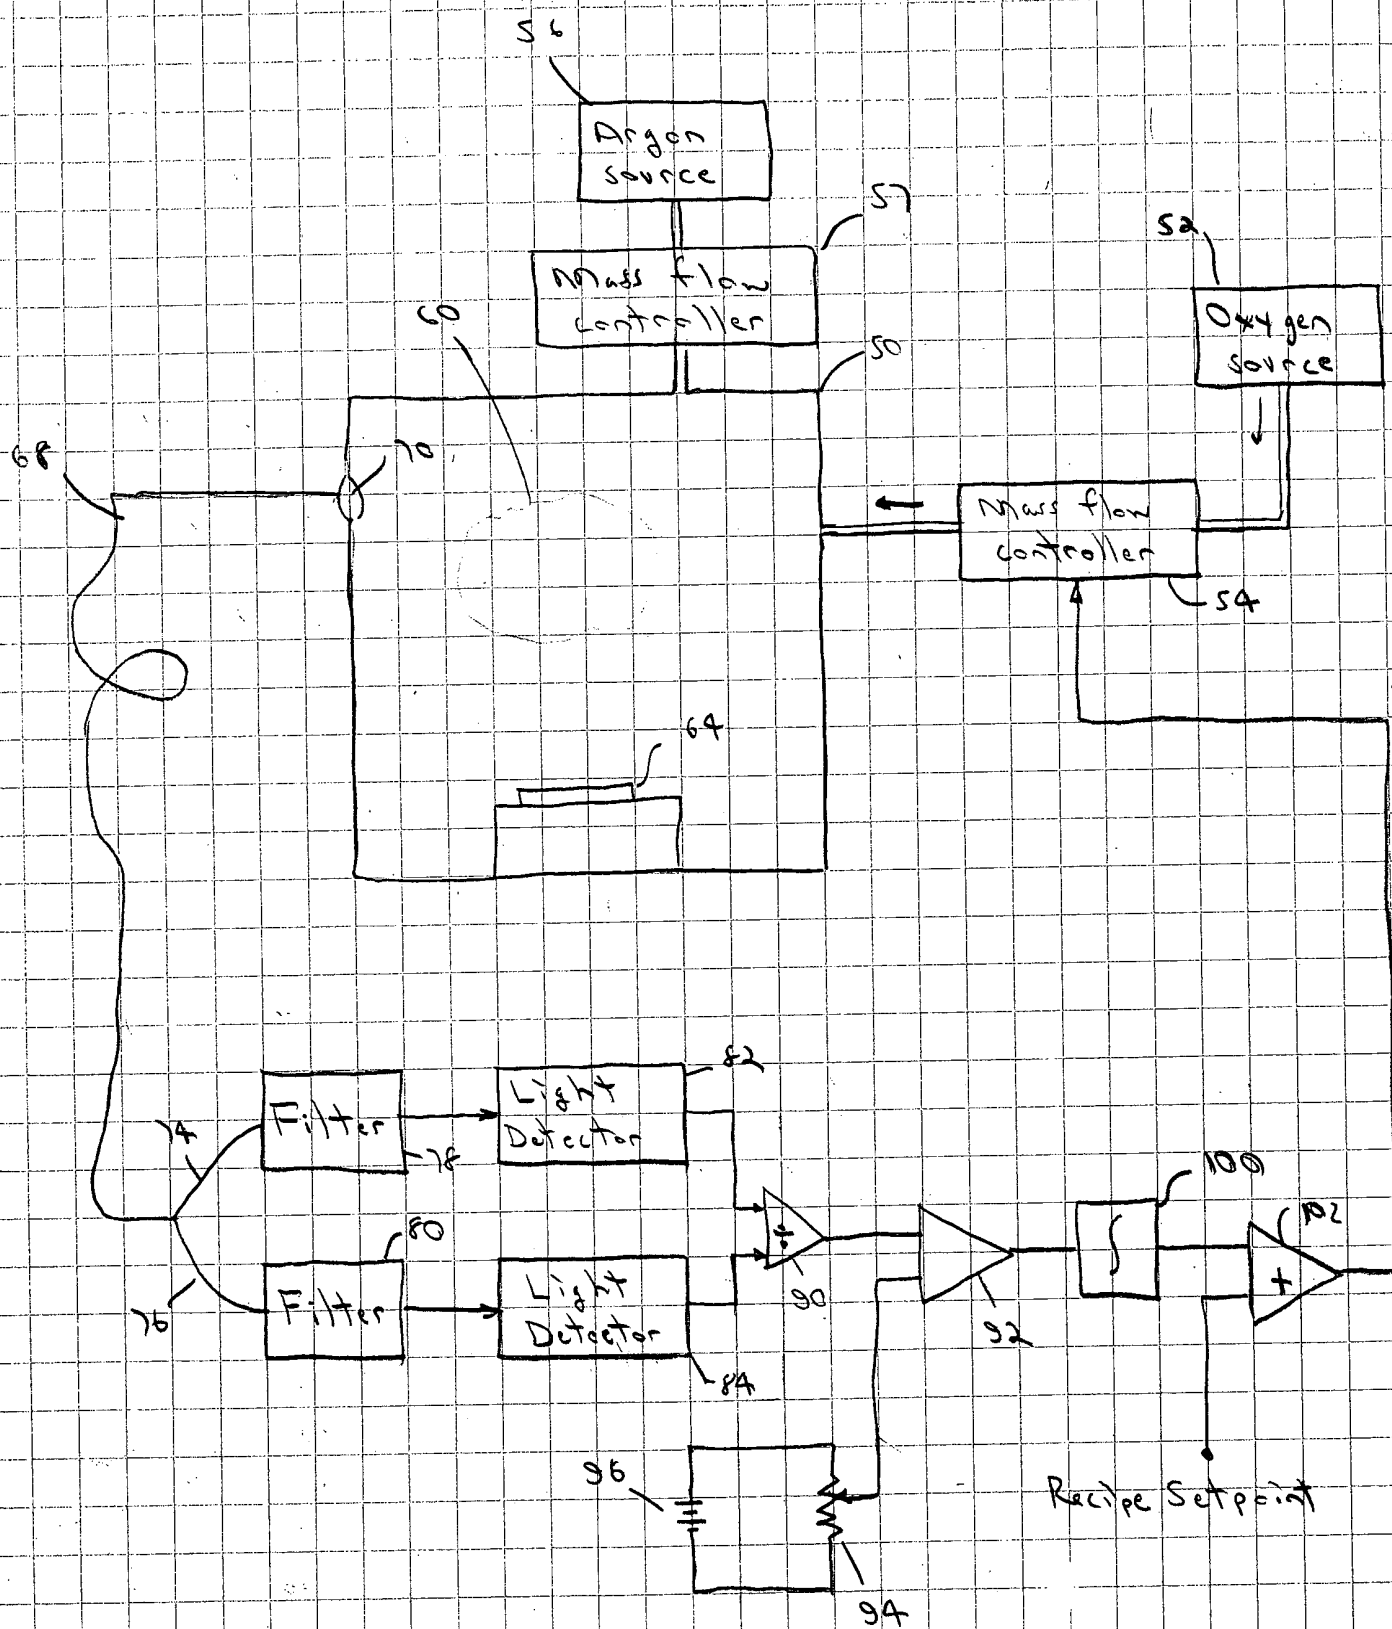 56
Argon
source
57
Mass flow
controller
52
Oxygen
source
60
50
70
68
Mass flow
controller
54
64
82
Light
Detector
Filter
74
78
100
102
80
÷
∫
+
Filter
Light
Detector
90
76
92
84
96
Recipe Setpoint
94